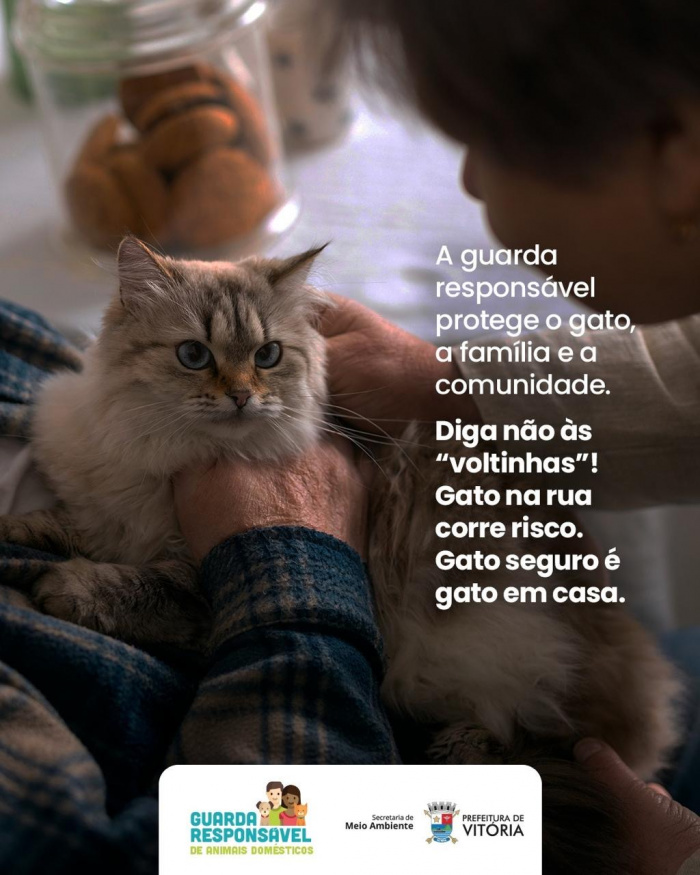 A guarda
responsável
protege o gato,
a família e a
comunidade.
Diga não às
“voltinhas”!
Gato na rua
corre risco.
Gato seguro é
gato em casa.
GUARDA
RESPONSÁVEL
DE ANIMAIS DOMÉSTICOS
Secretaria de
Meio Ambiente
PREFEITURA DE
VITÓRIA